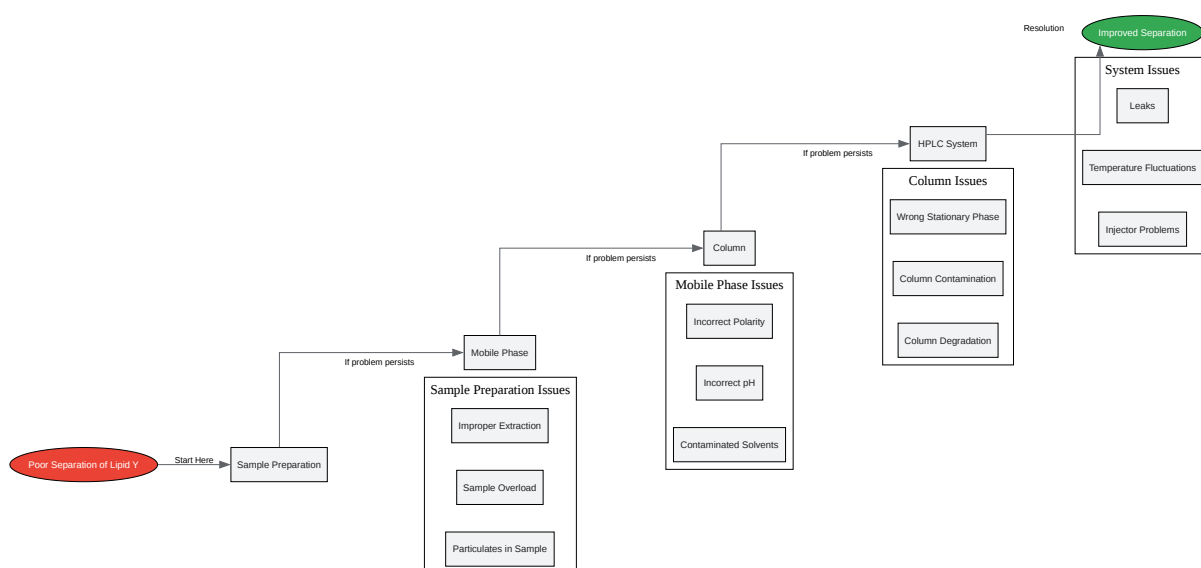 Resolution
Improved Separation
System Issues
Leaks
Temperature Fluctuations
Injector Problems
HPLC System
If problem persists
Column Issues
Wrong Stationary Phase
Column Contamination
Column Degradation
Column
If problem persists
Mobile Phase Issues
Incorrect Polarity
Incorrect pH
Contaminated Solvents
Mobile Phase
If problem persists
Sample Preparation Issues
Improper Extraction
Sample Overload
Particulates in Sample
Poor Separation of Lipid Y
Start Here
Sample Preparation